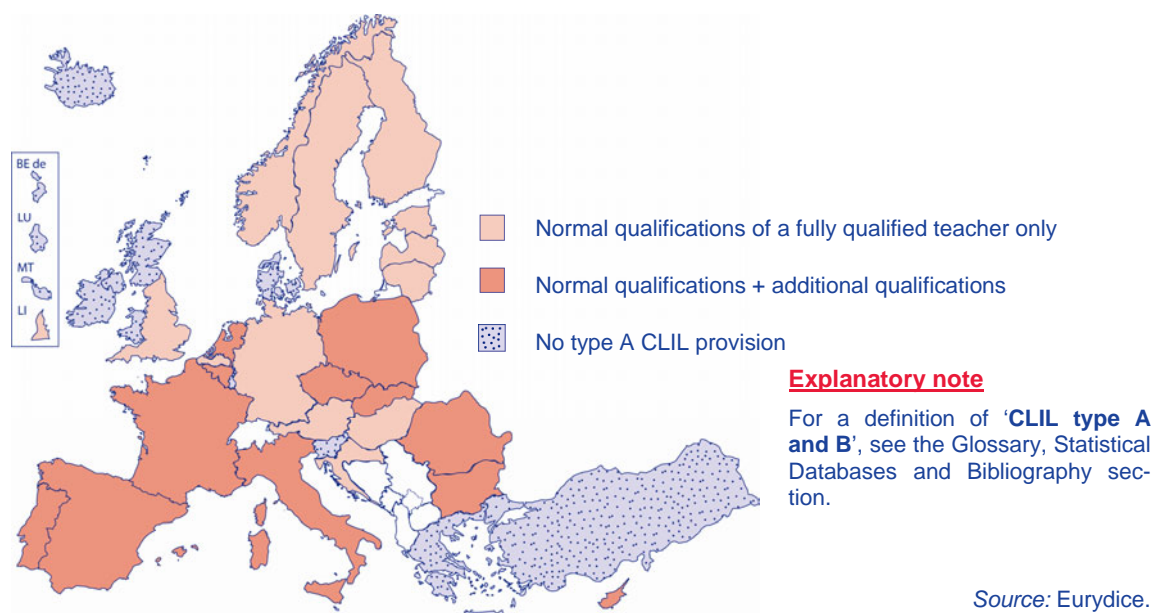 BE de
LU
MT
LI
Normal qualifications of a fully qualified teacher only
Normal qualifications + additional qualifications
No type A CLIL provision
Explanatory note
For a definition of ‘CLIL type A
and B’, see the Glossary, Statistical
Databases and Bibliography sec-
tion.
Source: Eurydice.